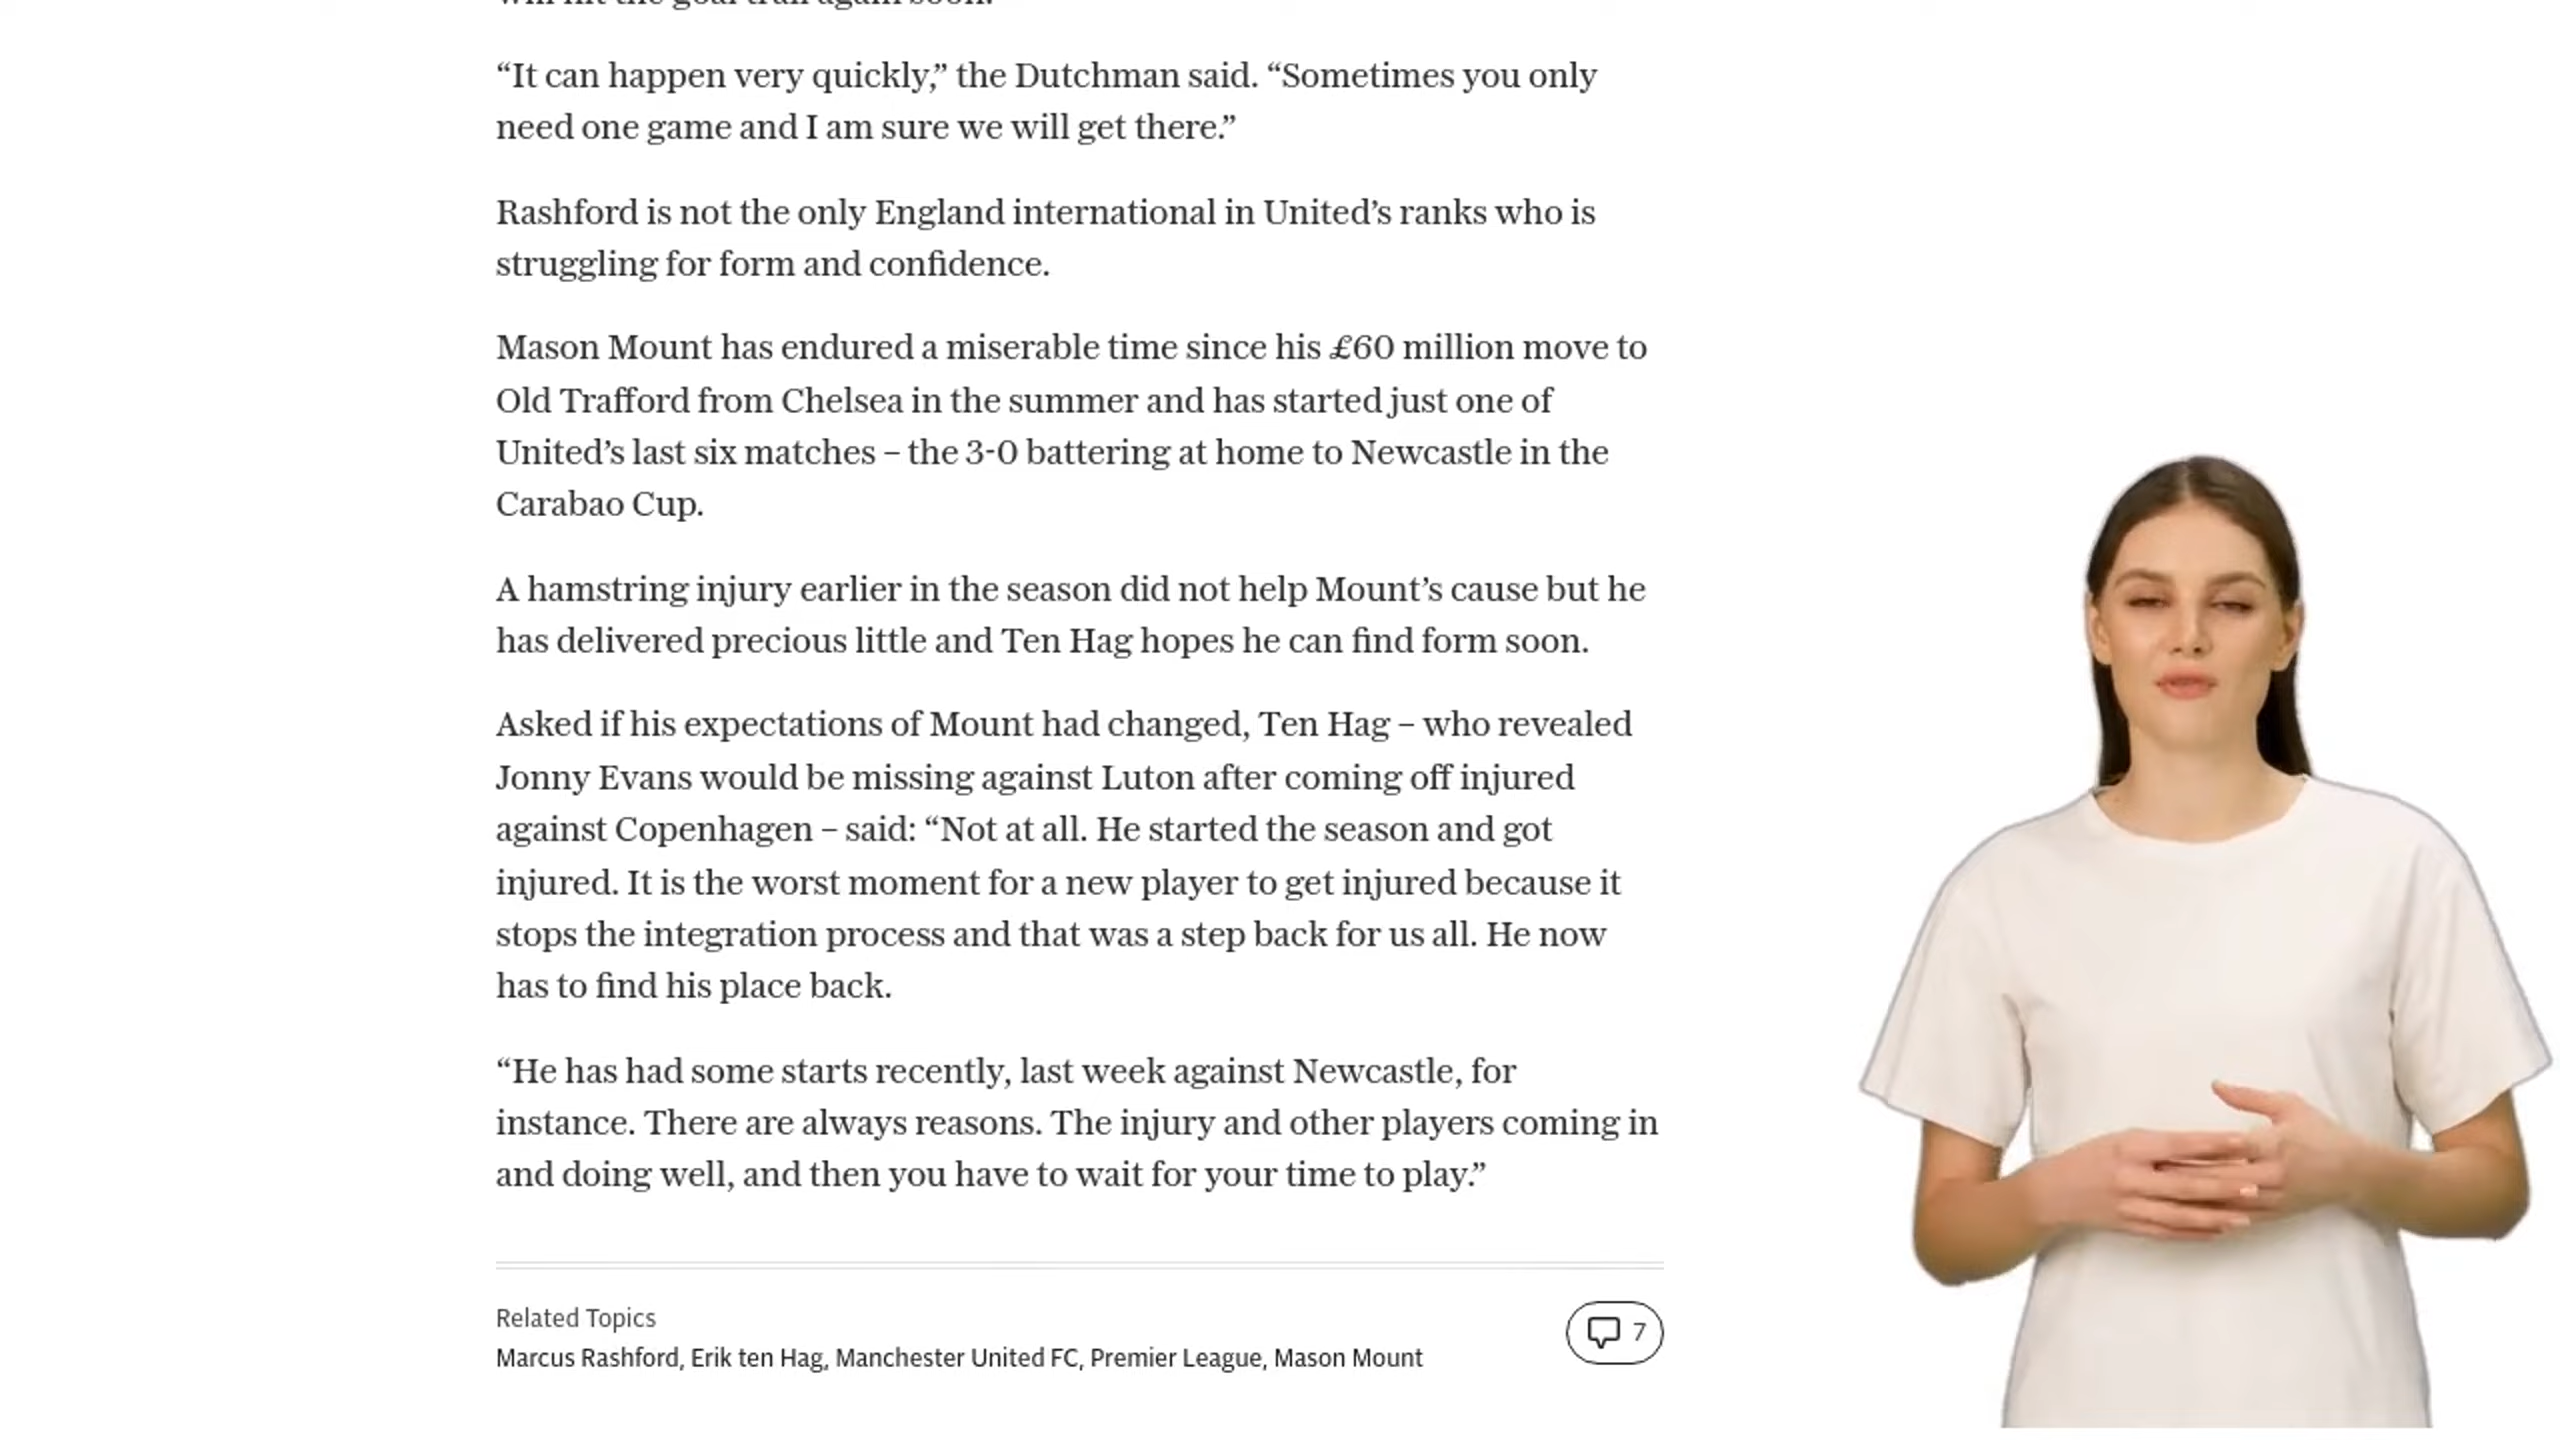 will hit the goal trail again soon.
“It can happen very quickly,” the Dutchman said. “Sometimes you only
need one game and I am sure we will get there.”
Rashford is not the only England international in United’s ranks who is
struggling for form and confidence.
Mason Mount has endured a miserable time since his £60 million move to
Old Trafford from Chelsea in the summer and has started just one of
United’s last six matches – the 3-0 battering at home to Newcastle in the
Carabao Cup.
A hamstring injury earlier in the season did not help Mount’s cause but he
has delivered precious little and Ten Hag hopes he can find form soon.
Asked if his expectations of Mount had changed, Ten Hag – who revealed
Jonny Evans would be missing against Luton after coming off injured
against Copenhagen – said: “Not at all. He started the season and got
injured. It is the worst moment for a new player to get injured because it
stops the integration process and that was a step back for us all. He now
has to find his place back.
“He has had some starts recently, last week against Newcastle, for
instance. There are always reasons. The injury and other players coming in
and doing well, and then you have to wait for your time to play.”
Related Topics
7
Marcus Rashford, Erik ten Hag, Manchester United FC, Premier League, Mason Mount